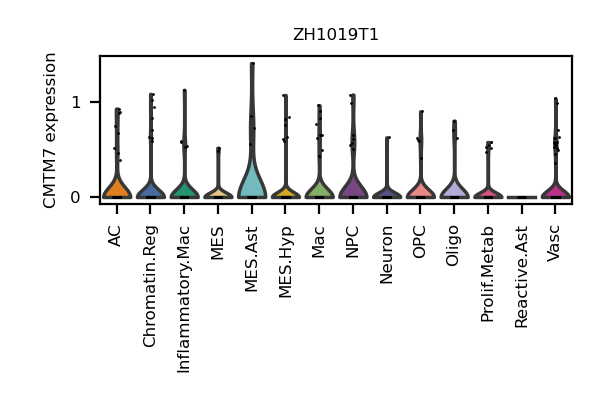 ZH1019T1
CMTM7 expression
1
0
AC
Chromatin.Reg
Inflammatory.Mac
MES
MES.Ast
MES.Hyp
Mac
NPC
Neuron
OPC
Oligo
Prolif.Metab
Reactive.Ast
Vasc